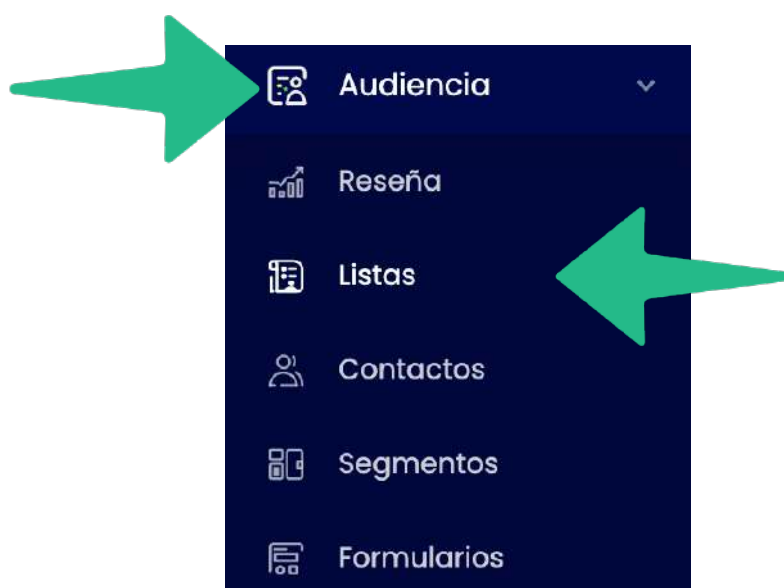 Audiencia
Reseña
Listas
Contactos
Segmentos
Formularios